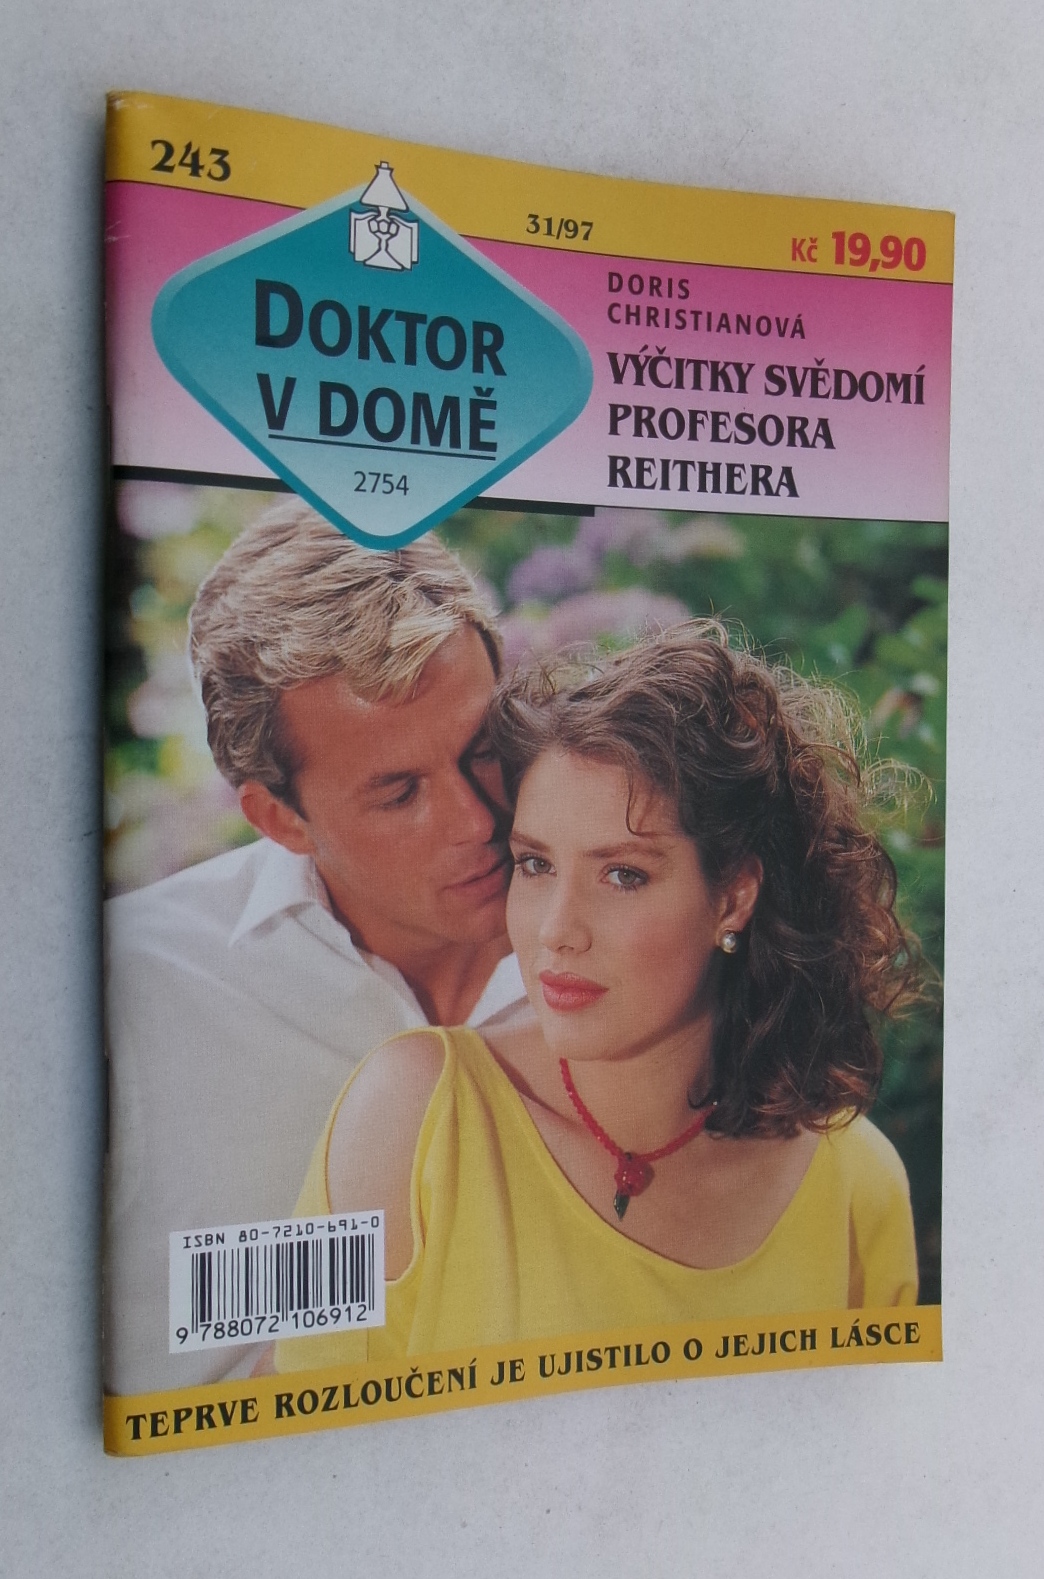 243
31/97
Kč 19,90
DOKTOR
V DOMĚ
2754
DORIS
CHRISTIANOVÁ
VÝČITKY SVĚDOMÍ
PROFESORA
REITHERA
ISBN 80-7210-691-0
9 788072 106912
TEPRVE ROZLOUČENÍ JE UJISTILO O JEJICH LÁSCE